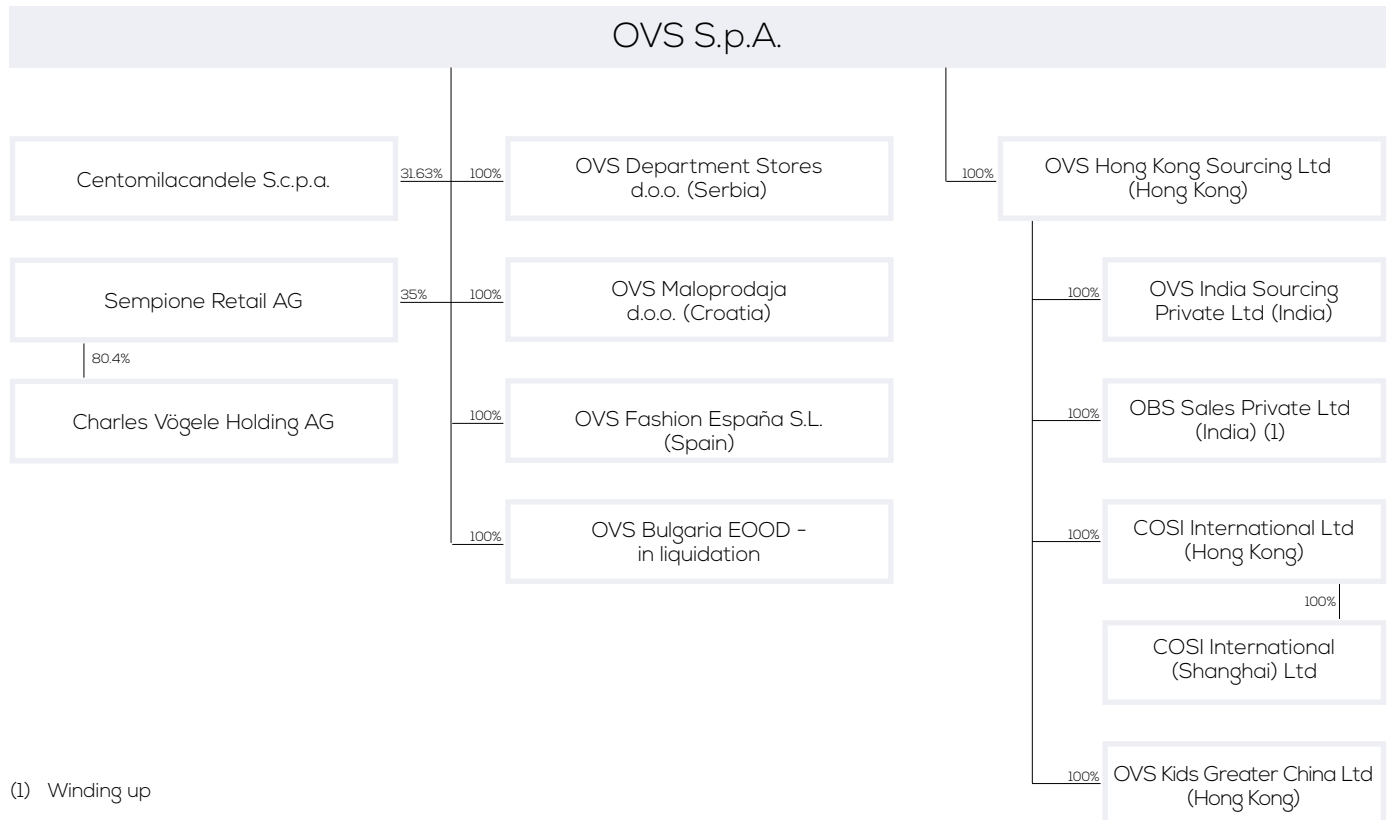 OVS S.p.A.
Centomilacandele S.c.p.a.
31.63%
100%
OVS Department Stores
d.o.o. (Serbia)
100%
OVS Hong Kong Sourcing Ltd
(Hong Kong)
Sempione Retail AG
35%
100%
OVS Maloprodaja
d.o.o. (Croatia)
100%
OVS India Sourcing
Private Ltd (India)
80.4%
Charles Vögele Holding AG
100%
OVS Fashion España S.L.
(Spain)
100%
OBS Sales Private Ltd
(India) (1)
100%
OVS Bulgaria EOOD -
in liquidation
100%
COSI International Ltd
(Hong Kong)
100%
COSI International
(Shanghai) Ltd
100%
OVS Kids Greater China Ltd
(Hong Kong)
(1) Winding up